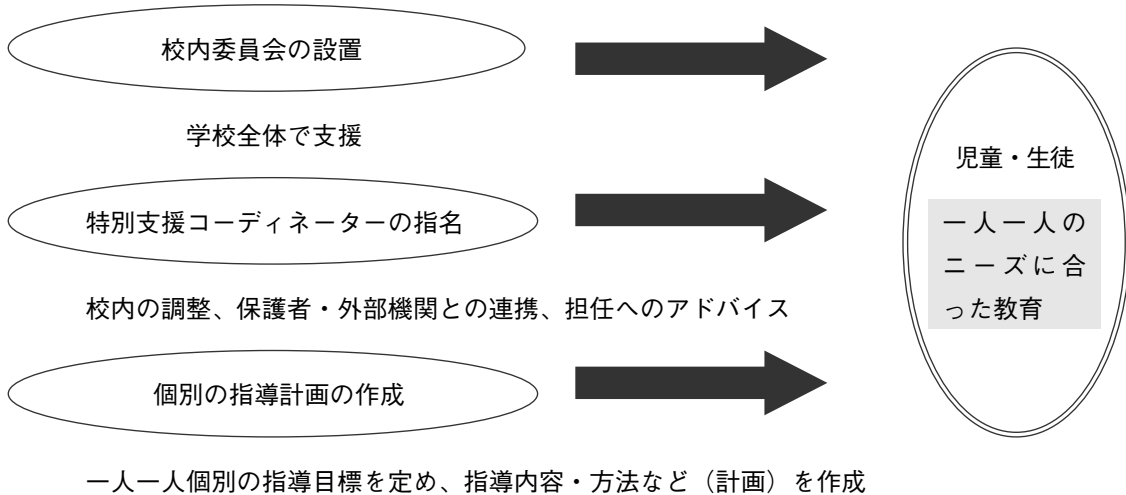 校内委員会の設置
学校全体で支援
特別支援コーディネーターの指名
校内の調整、保護者・外部機関との連携、担任へのアドバイス
個別の指導計画の作成
一人一人個別の指導目標を定め、指導内容・方法など（計画）を作成
児童・生徒
一人一人の
ニーズに合
った教育